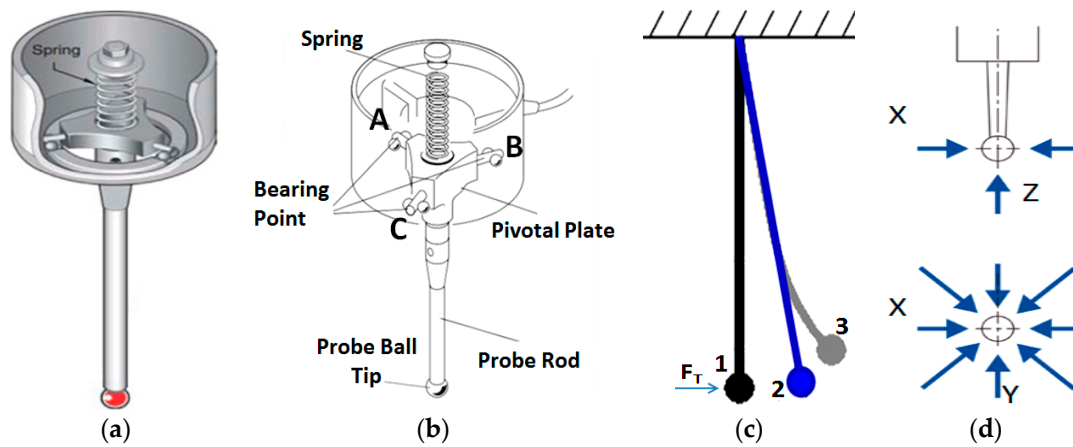 Spring
(a)
Spring
A
B
Bearing
Point
C
Pivotal Plate
Probe Ball
Tip
Probe Rod
(b)
F_T
1
2
3
(c)
X
Z
X
Y
(d)